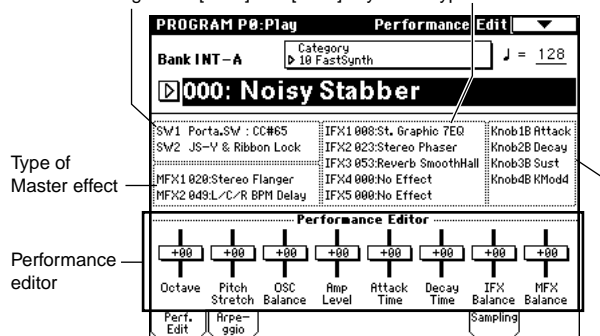 PROGRAM P0:Play Performance Edit
Bank INT-A
Category
10 FastSynth
♩ = 128
000: Noisy Stabber
SW1 Porta.SW : CC#65
SW2 JS-Y & Ribbon Lock
MFX1 020:Stereo Flanger
MFX2 049:L/C/R BPM Delay
IFX1 008:St. Graphic 7EQ
IFX2 023:Stereo Phaser
IFX3 053:Reverb SmoothHall
IFX4 000:No Effect
IFX5 000:No Effect
Knob1B Attack
Knob2B Decay
Knob3B Sust
Knob4B KMod4
Type of
Master effect
Performance Editor
Performance
editor
+00 +00 +00 +00 +00 +00 +00 +00
Octave Pitch Stretch OSC Balance Amp Level Attack Time Decay Time IFX Balance MFX Balance
Perf. Edit
Arpe-
ggio
Sampling